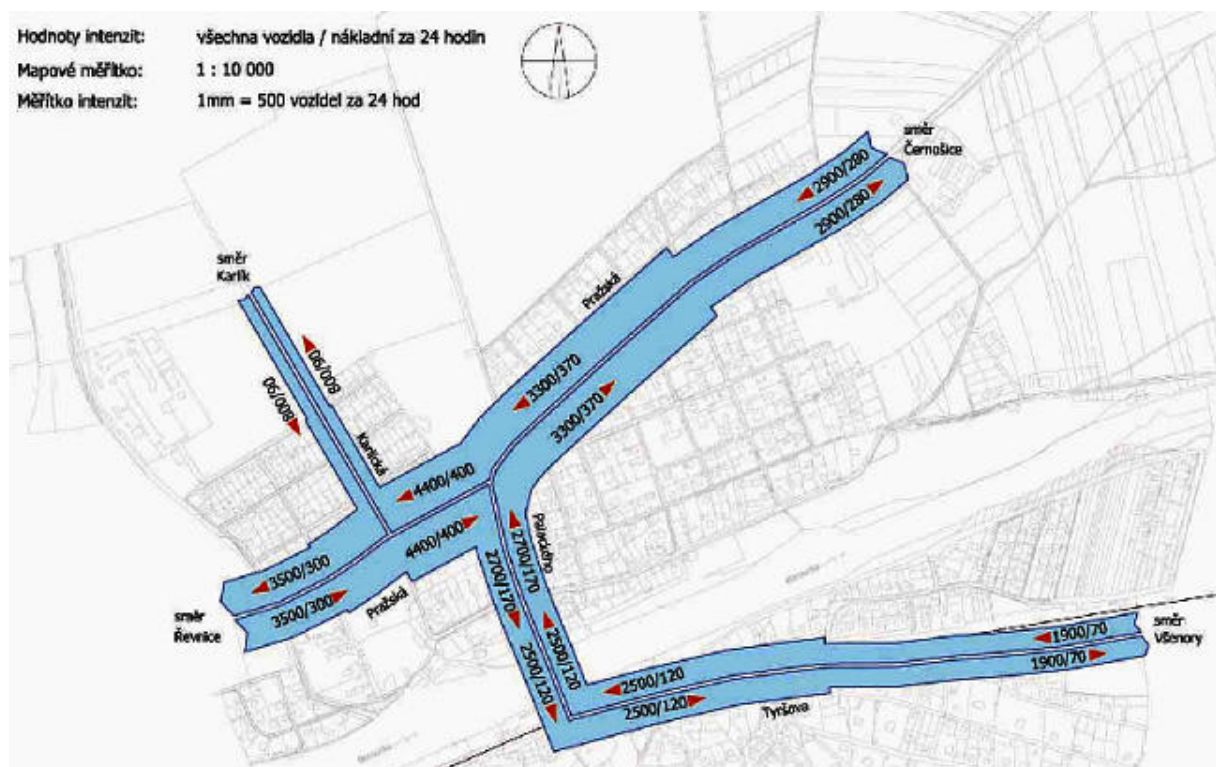 Hodnoty intenzit: všechna vozidla / nákladní za 24 hodin
Mapové měřítko: 1 : 10 000
Měřítko intenzit: 1mm = 500 vozidel za 24 hod
směr
Černošice
2900/280
2900/280
směr
Karlík
Pražská
800/90
800/90
3300/370
3300/370
Karlická
4400/400
4400/400
Palackého
2700/170
2700/170
3500/300
3500/300
Pražská
směr
Řevnice
směr
Všenory
1900/70
1900/70
2500/120
2500/120
2500/120
2500/120
Tyršova